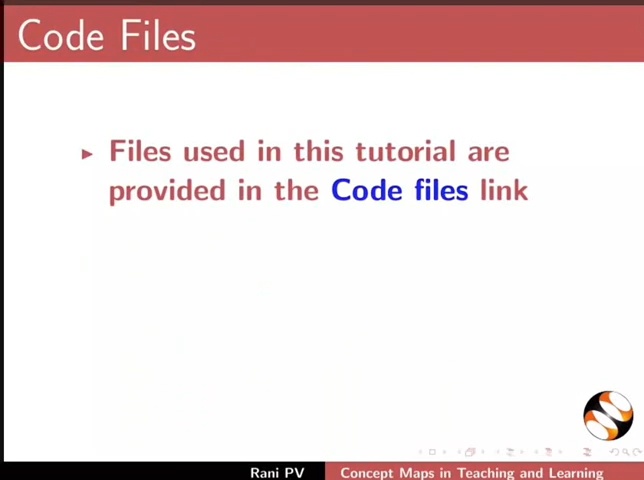 Code Files
Files used in this tutorial are
provided in the Code files link
Rani PV Concept Maps in Teaching and Learning